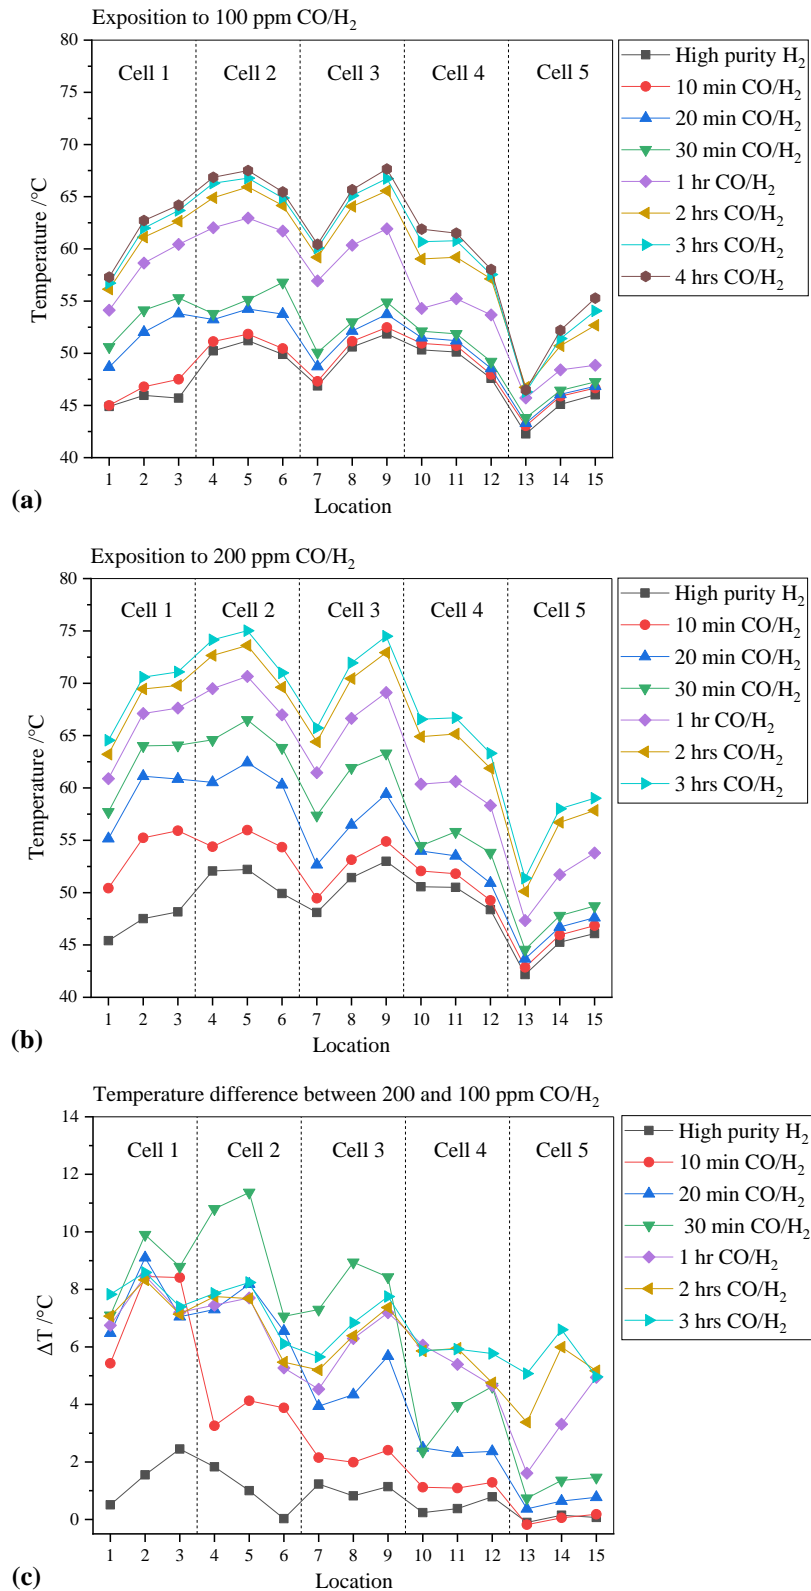 Exposition to 100 ppm CO/H₂
80
75
70
65
60
55
50
45
40
Temperature /°C
Cell 1 Cell 2 Cell 3 Cell 4 Cell 5
1 2 3 4 5 6 7 8 9 10 11 12 13 14 15
Location
High purity H₂
10 min CO/H₂
20 min CO/H₂
30 min CO/H₂
1 hr CO/H₂
2 hrs CO/H₂
3 hrs CO/H₂
4 hrs CO/H₂
(a)
Exposition to 200 ppm CO/H₂
80
75
70
65
60
55
50
45
40
Temperature /°C
Cell 1 Cell 2 Cell 3 Cell 4 Cell 5
1 2 3 4 5 6 7 8 9 10 11 12 13 14 15
Location
High purity H₂
10 min CO/H₂
20 min CO/H₂
30 min CO/H₂
1 hr CO/H₂
2 hrs CO/H₂
3 hrs CO/H₂
(b)
Temperature difference between 200 and 100 ppm CO/H₂
14
12
10
8
6
4
2
0
ΔT /°C
Cell 1 Cell 2 Cell 3 Cell 4 Cell 5
1 2 3 4 5 6 7 8 9 10 11 12 13 14 15
Location
High purity H₂
10 min CO/H₂
20 min CO/H₂
30 min CO/H₂
1 hr CO/H₂
2 hrs CO/H₂
3 hrs CO/H₂
(c)